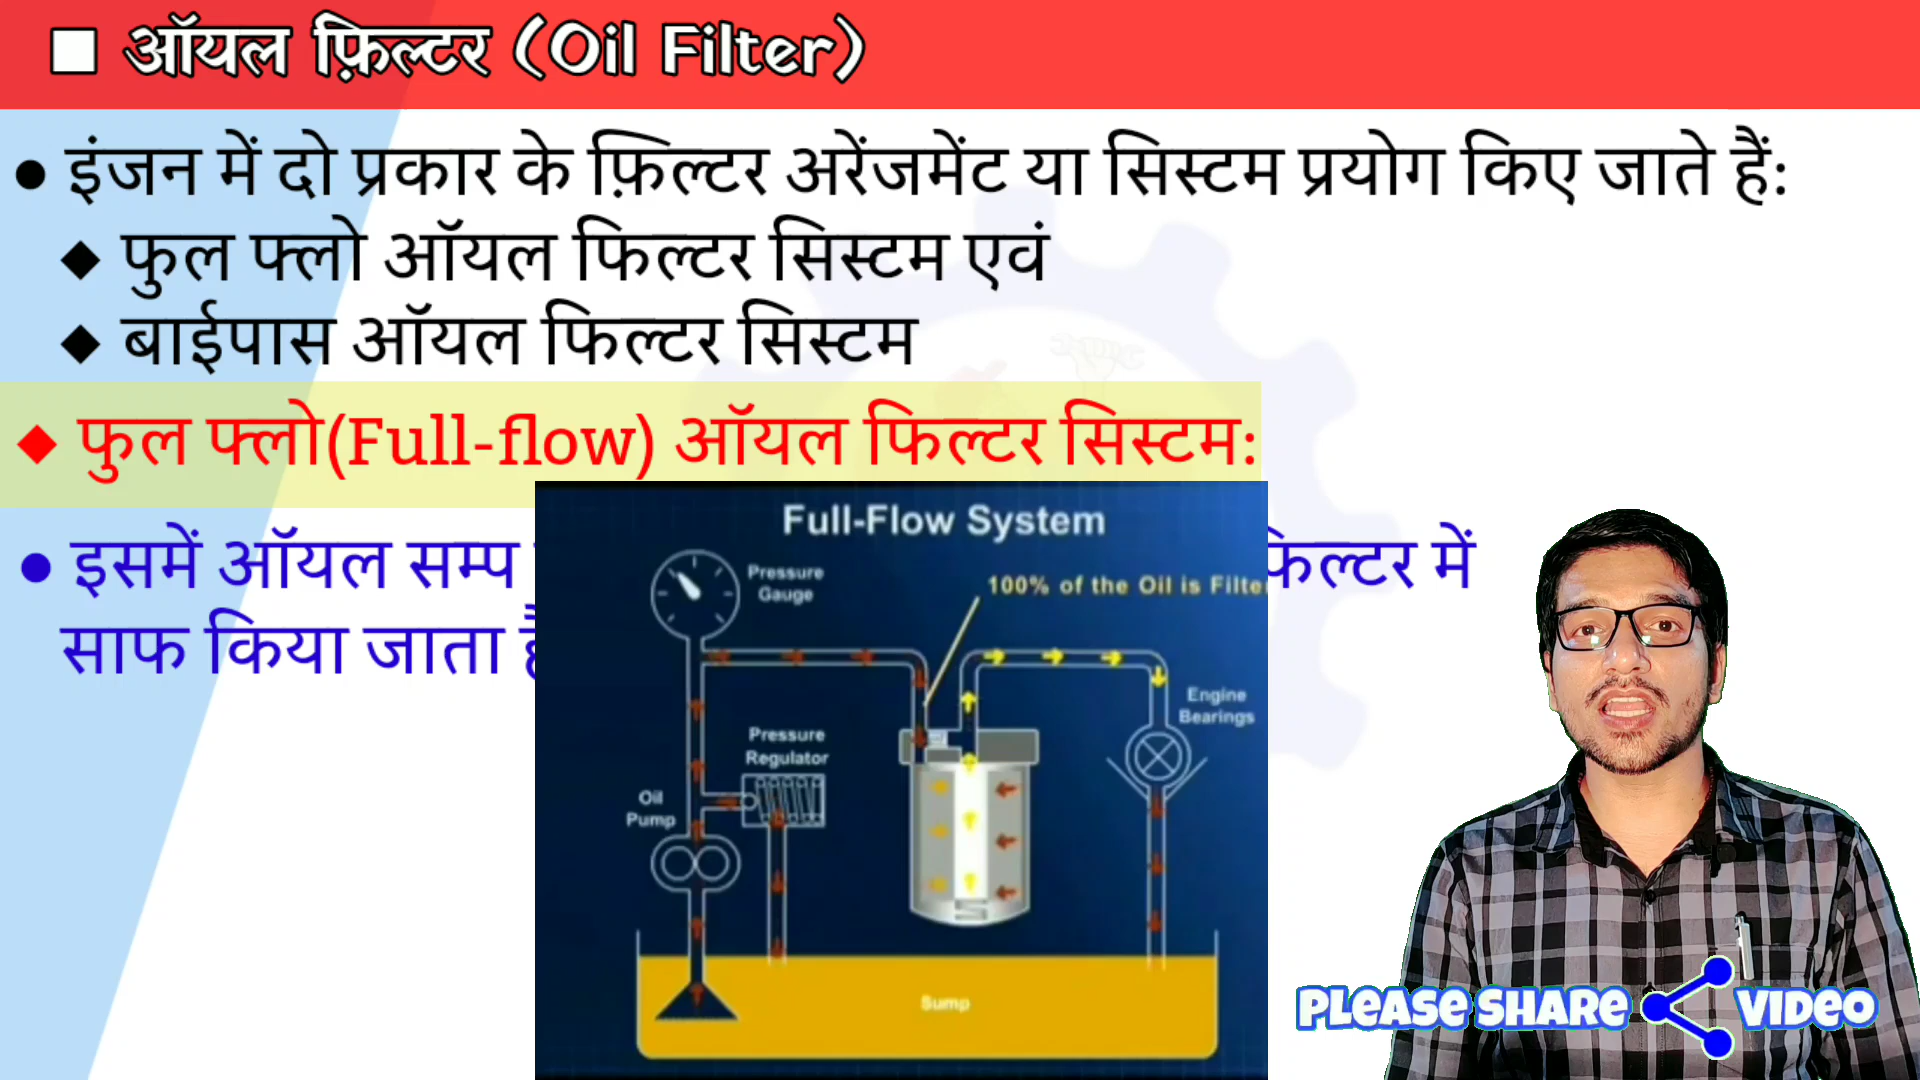 ऑयल फ़िल्टर (Oil Filter)
● इंजन में दो प्रकार के फ़िल्टर अरेंजमेंट या सिस्टम प्रयोग किए जाते हैं:
◆ फुल फ्लो ऑयल फिल्टर सिस्टम एवं
◆ बाईपास ऑयल फिल्टर सिस्टम
◆ फुल फ्लो(Full-flow) ऑयल फिल्टर सिस्टम:
● इसमें ऑयल सम्प फिल्टर में
साफ किया जाता
Full-Flow System
Pressure
Gauge
100% of the Oil is Filte
Engine
Bearings
Pressure
Regulator
Oil
Pump
Sump
PLEASE SHARE VIDEO